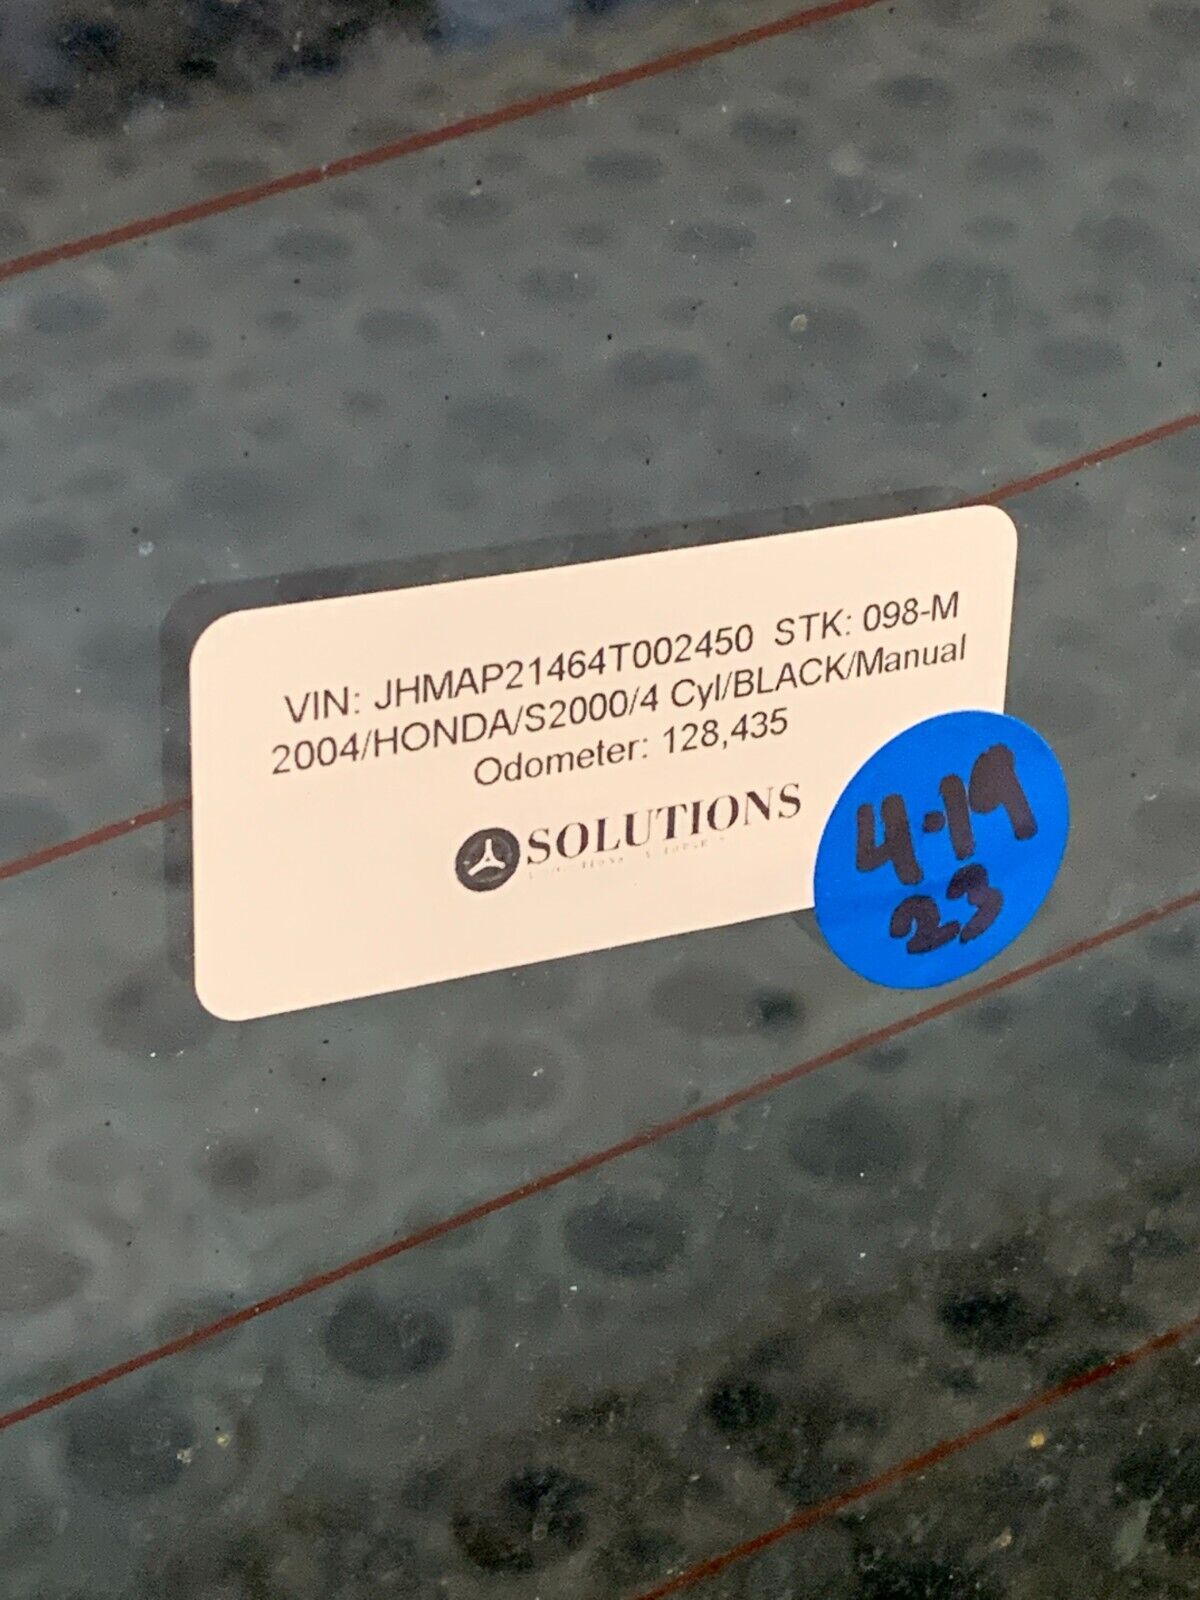 VIN: JHMAP21464T002450 STK: 098-M
2004/HONDA/S2000/4 Cyl/BLACK/Manual
Odometer: 128,435
SOLUTIONS
4-19
23